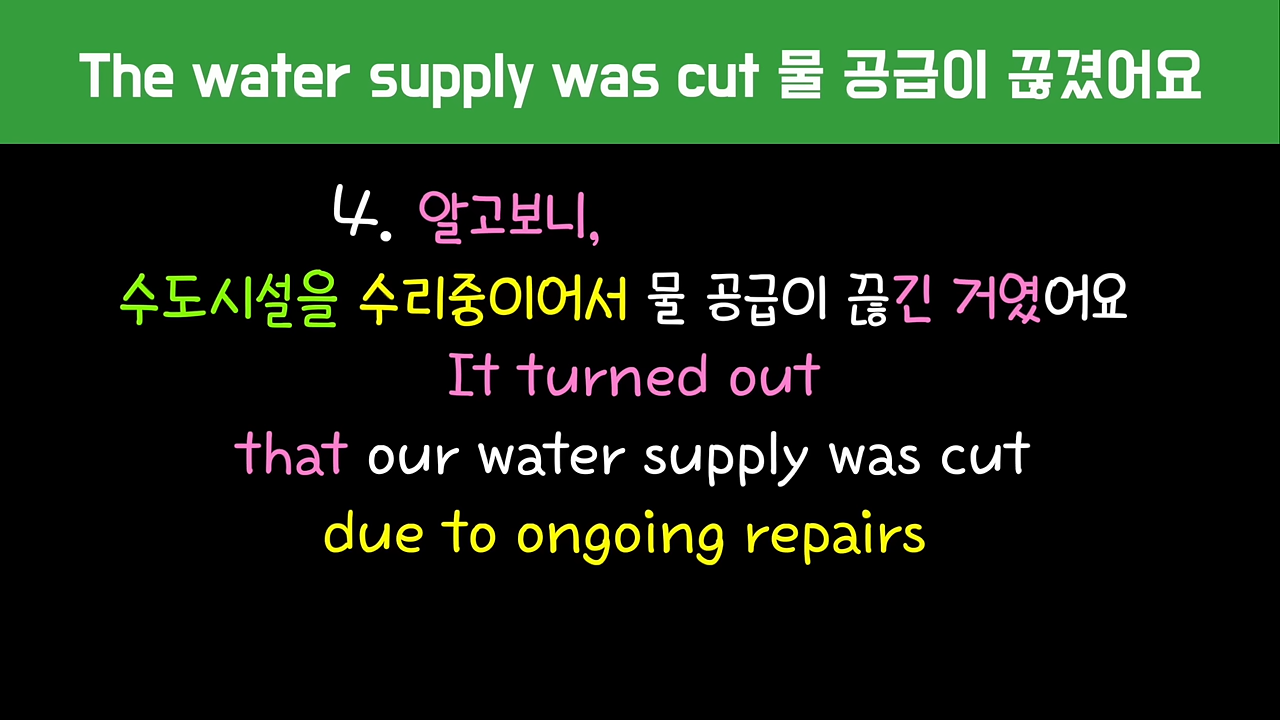 The water supply was cut 물 공급이 끊겼어요
4. 알고보니,
수도시설을 수리중이어서 물 공급이 끊긴 거였어요
It turned out
that our water supply was cut
due to ongoing repairs